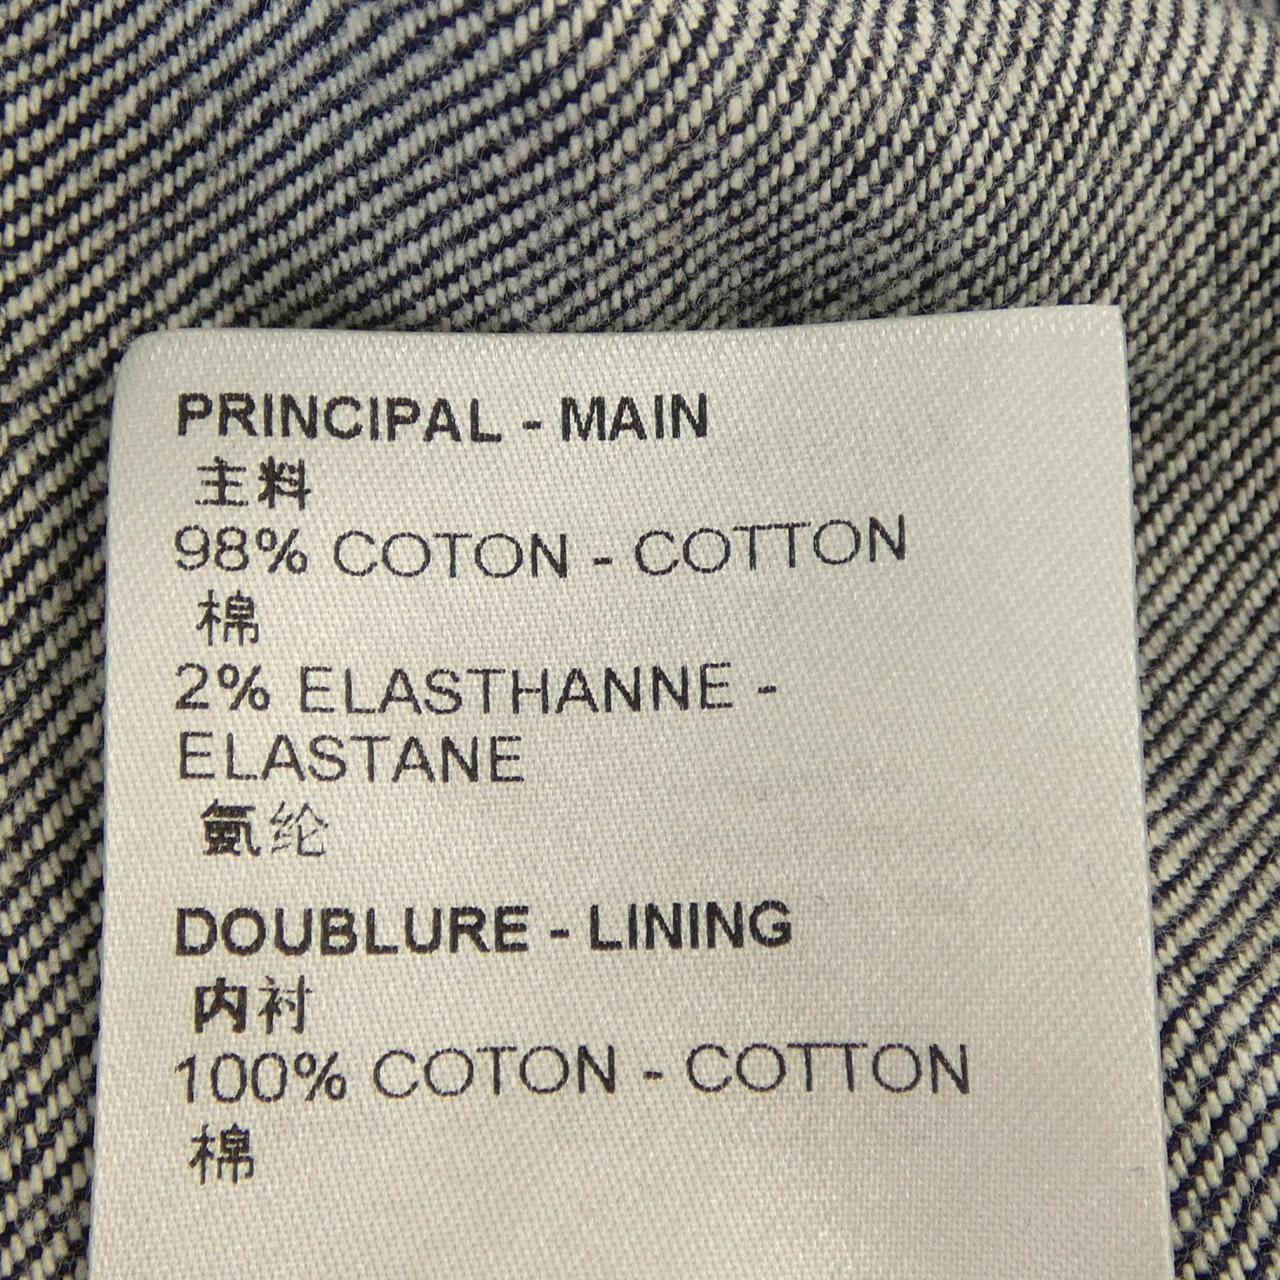 PRINCIPAL - MAIN
主料
98% COTON - COTTON
棉
2% ELASTHANNE -
ELASTANE
氨纶
DOUBLURE - LINING
内衬
100% COTON - COTTON
棉